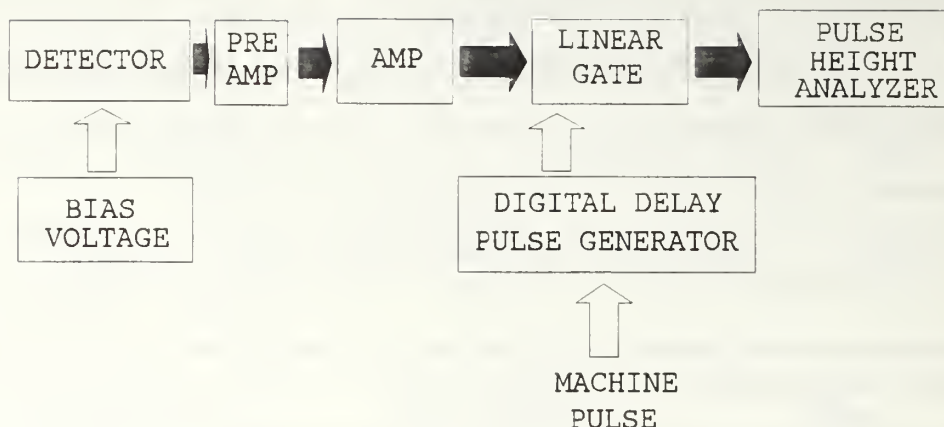 DETECTOR
PRE
AMP
AMP
LINEAR
GATE
PULSE
HEIGHT
ANALYZER
BIAS
VOLTAGE
DIGITAL DELAY
PULSE GENERATOR
MACHINE
PULSE